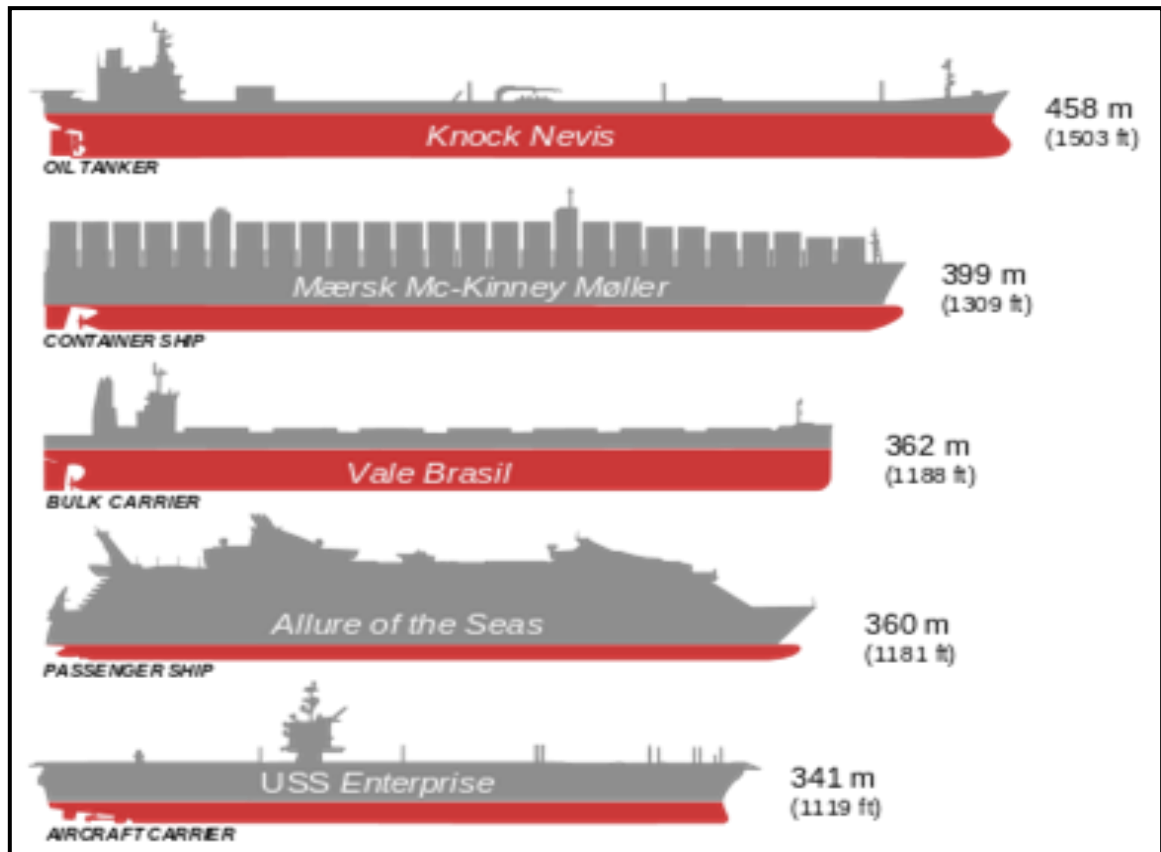 Knock Nevis
458 m
(1503 ft)
OIL TANKER
Mærsk Mc-Kinney Møller
399 m
(1309 ft)
CONTAINER SHIP
Vale Brasil
362 m
(1188 ft)
BULK CARRIER
Allure of the Seas
360 m
(1181 ft)
PASSENGER SHIP
USS Enterprise
341 m
(1119 ft)
AIRCRAFT CARRIER